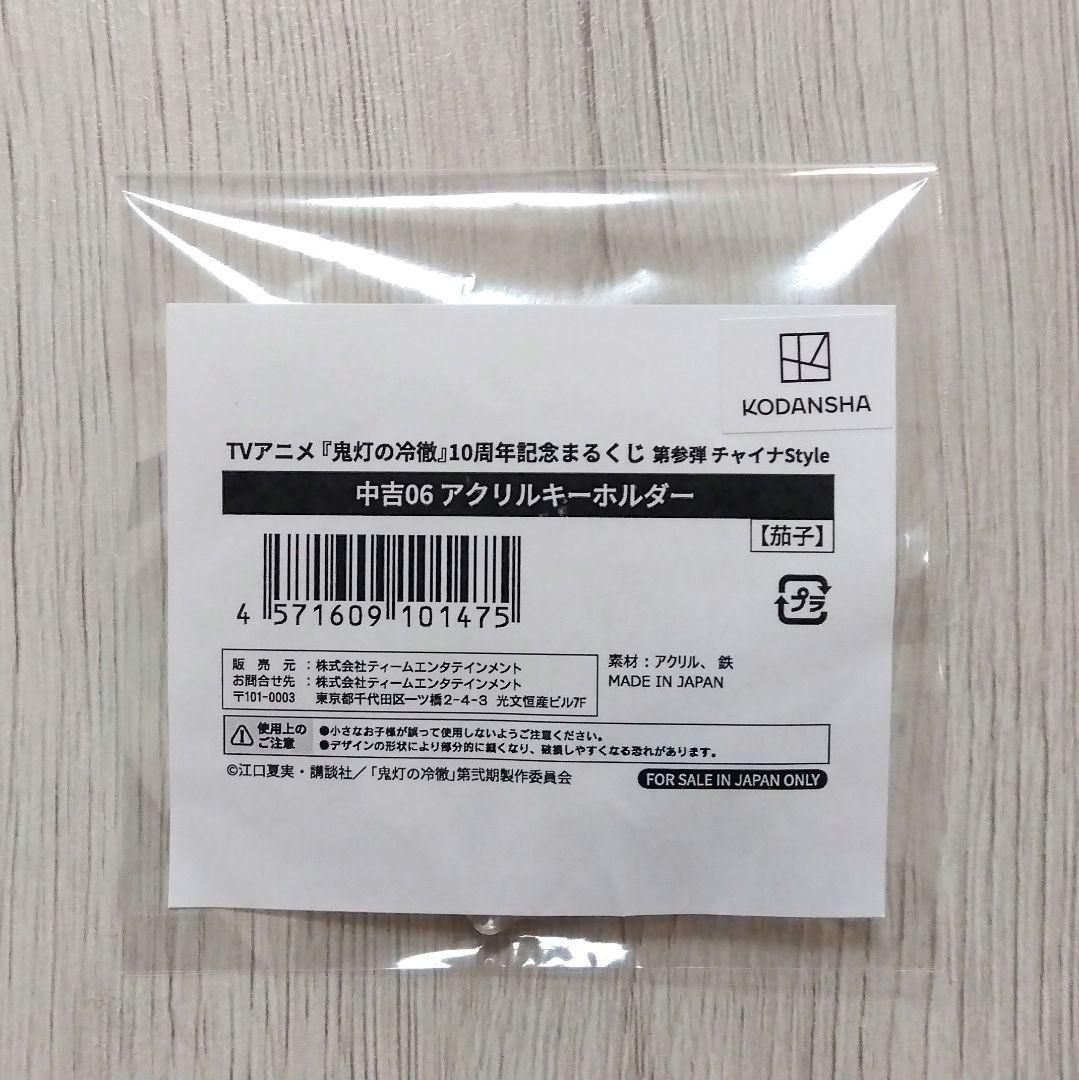 KODANSHA
TVアニメ『鬼灯の冷徹』10周年記念まるくじ 第参弾 チャイナStyle
中吉06 アクリルキーホルダー
【茄子】
4 571609 101475
プラ
販売元:株式会社ティームエンタテインメント
お問合せ先:株式会社ティームエンタテインメント
〒101-0003 東京都千代田区一ツ橋2-4-3 光文恒産ビル7F
素材:アクリル、鉄
MADE IN JAPAN
使用上の
ご注意
●小さなお子様が誤って使用しないようご注意ください。
●デザインの形状により部分的に細くなり、破損しやすくなる恐れがあります。
©江口夏実・講談社/「鬼灯の冷徹」第弐期製作委員会
FOR SALE IN JAPAN ONLY